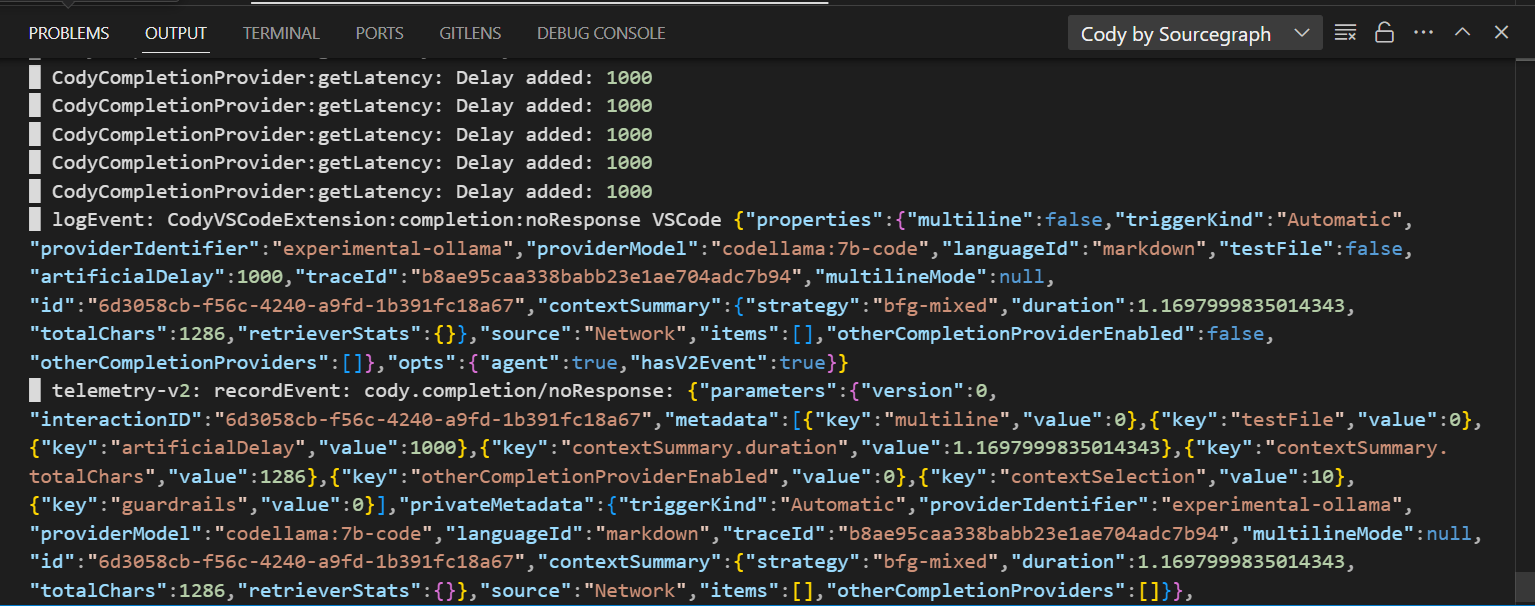 PROBLEMS OUTPUT TERMINAL PORTS GITLENS DEBUG CONSOLE Cody by Sourcegraph
CodyCompletionProvider:getLatency: Delay added: 1000
CodyCompletionProvider:getLatency: Delay added: 1000
CodyCompletionProvider:getLatency: Delay added: 1000
CodyCompletionProvider:getLatency: Delay added: 1000
CodyCompletionProvider:getLatency: Delay added: 1000
logEvent: CodyVSCodeExtension:completion:noResponse VSCode {"properties":{"multiline":false,"triggerKind":"Automatic",
"providerIdentifier":"experimental-ollama","providerModel":"codellama:7b-code","languageId":"markdown","testFile":false,
"artificialDelay":1000,"traceId":"b8ae95caa338babb23e1ae704adc7b94","multilineMode":null,
"id":"6d3058cb-f56c-4240-a9fd-1b391fc18a67","contextSummary":{"strategy":"bfg-mixed","duration":1.1697999835014343,
"totalChars":1286,"retrieverStats":{}},"source":"Network","items":[],"otherCompletionProviderEnabled":false,
"otherCompletionProviders":[]},"opts":{"agent":true,"hasV2Event":true}}
telemetry-v2: recordEvent: cody.completion/noResponse: {"parameters":{"version":0,
"interactionID":"6d3058cb-f56c-4240-a9fd-1b391fc18a67","metadata":[{"key":"multiline","value":0},{"key":"testFile","value":0},
{"key":"artificialDelay","value":1000},{"key":"contextSummary.duration","value":1.1697999835014343},{"key":"contextSummary.
totalChars","value":1286},{"key":"otherCompletionProviderEnabled","value":0},{"key":"contextSelection","value":10},
{"key":"guardrails","value":0}],"privateMetadata":{"triggerKind":"Automatic","providerIdentifier":"experimental-ollama",
"providerModel":"codellama:7b-code","languageId":"markdown","traceId":"b8ae95caa338babb23e1ae704adc7b94","multilineMode":null,
"id":"6d3058cb-f56c-4240-a9fd-1b391fc18a67","contextSummary":{"strategy":"bfg-mixed","duration":1.1697999835014343,
"totalChars":1286,"retrieverStats":{}},"source":"Network","items":[],"otherCompletionProviders":[]}},